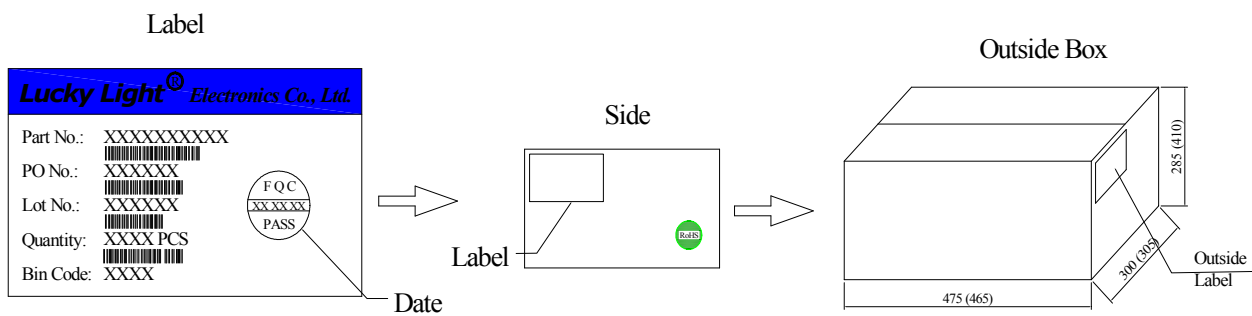 Label
Lucky Light® Electronics Co., Ltd.
Part No.: XXXXXXXXXX
PO No.: XXXXXX
Lot No.: XXXXXX
Quantity: XXXX PCS
Bin Code: XXXX
FQC
XX XX XX
PASS
Date
Side
RoHS
Label
Outside Box
285 (410)
300 (305)
475 (465)
Outside
Label